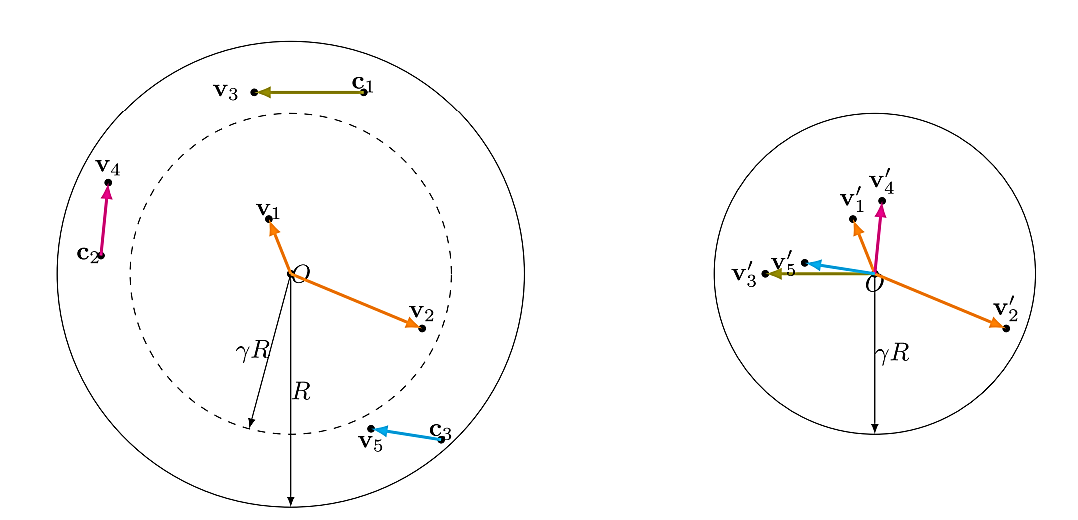 v₃
c₁
v₄
c₂
v₁
O
v₂
γR
R
v₅
c₃
v′₁
v′₄
v′₃
v′₅
O
v′₂
γR